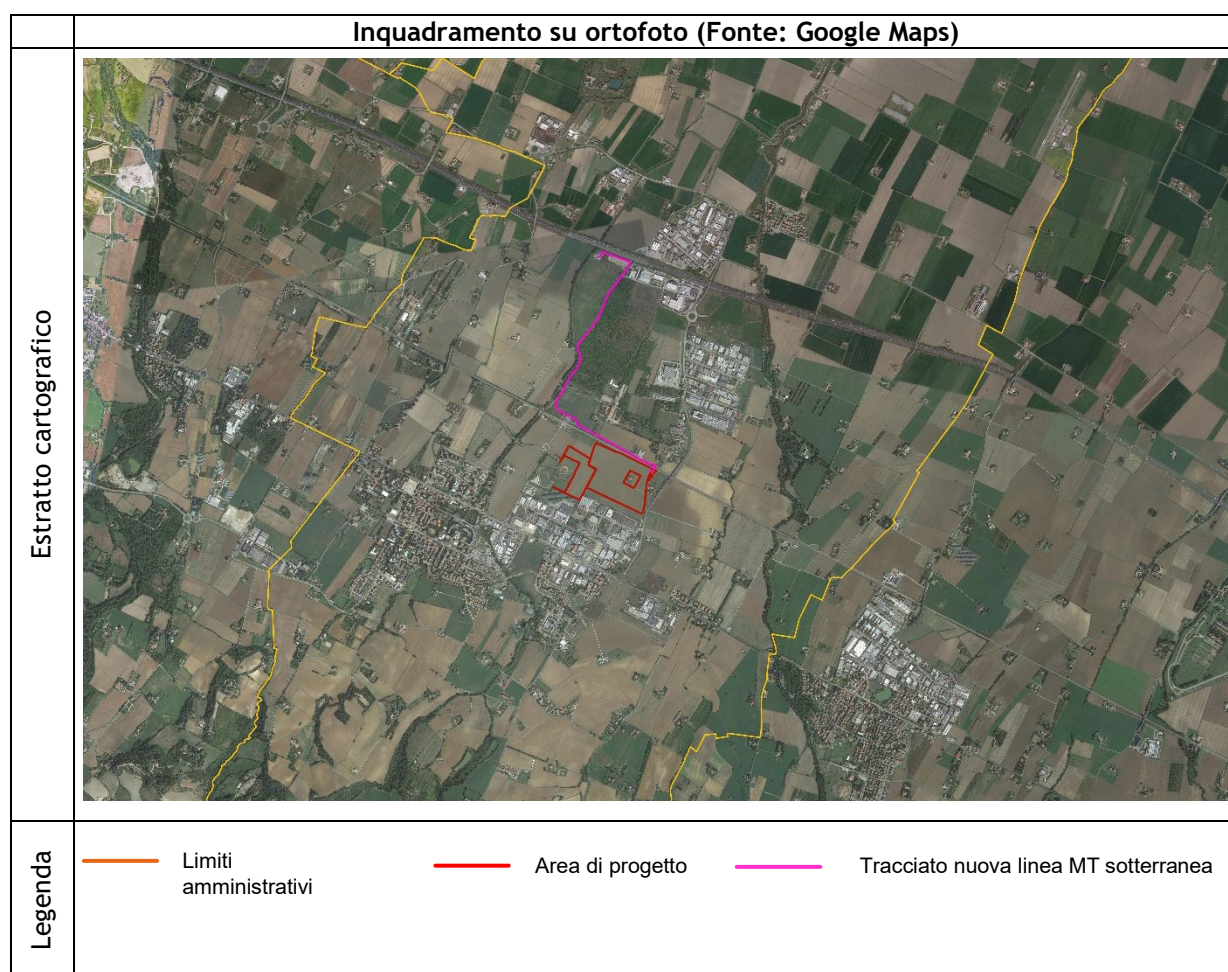 Inquadramento su ortofoto (Fonte: Google Maps)
Estratto cartografico
Legenda
Limiti
amministrativi
Area di progetto
Tracciato nuova linea MT sotterranea